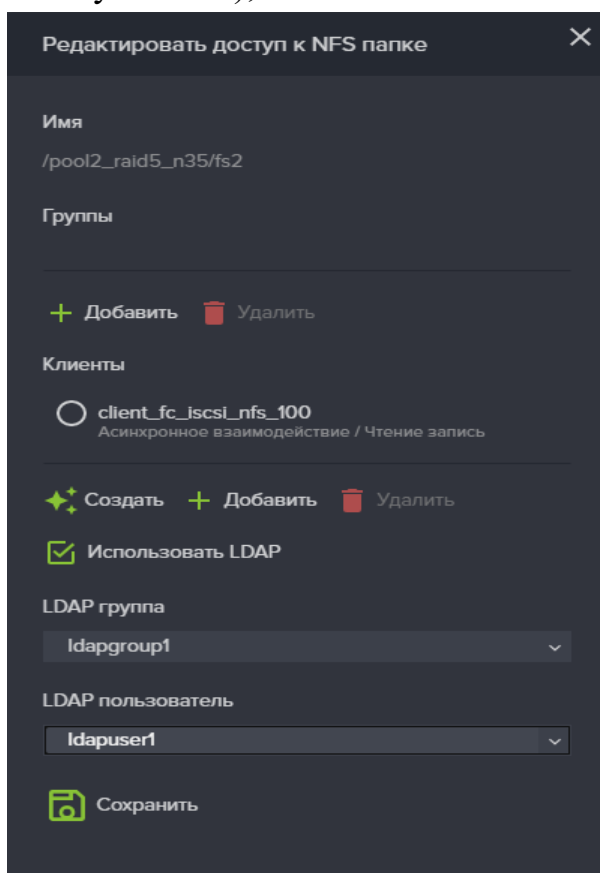 Редактировать доступ к NFS папке
Имя
/pool2_raid5_n35/fs2
Группы
Добавить Удалить
Клиенты
client_fc_iscsi_nfs_100
Асинхронное взаимодействие / Чтение запись
Создать Добавить Удалить
Использовать LDAP
LDAP группа
ldapgroup1
LDAP пользователь
ldapuser1
Сохранить